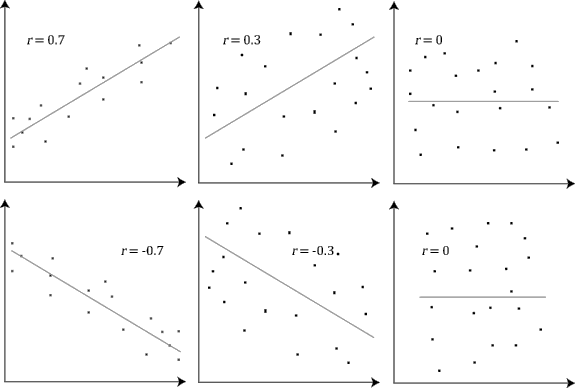 r = 0.7
r = 0.3
r = 0
r = -0.7
r = -0.3
r = 0